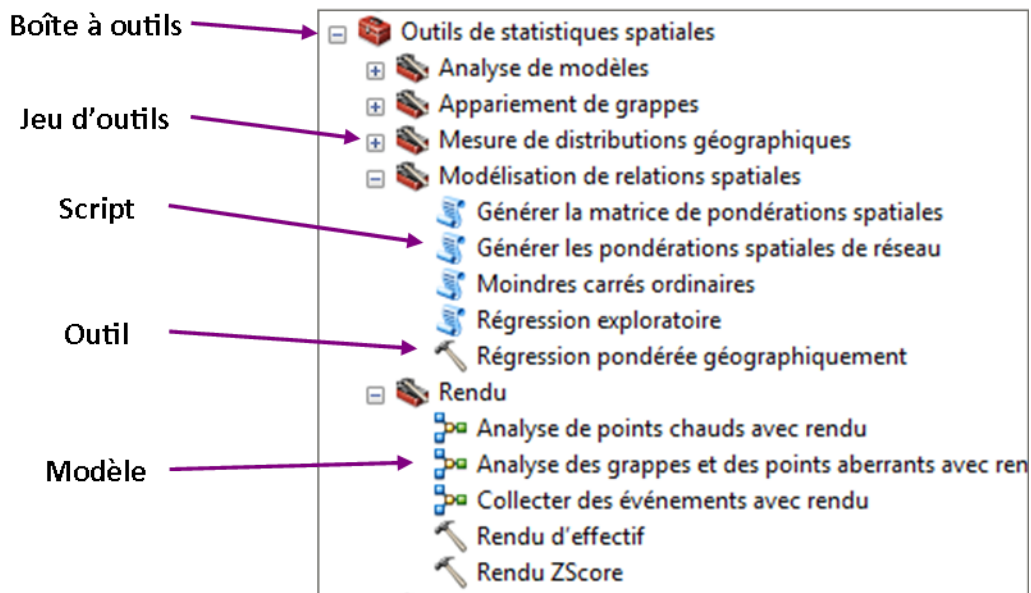 Boîte à outils
Outils de statistiques spatiales
Analyse de modèles
Appariement de grappes
Jeu d'outils
Mesure de distributions géographiques
Modélisation de relations spatiales
Script
Générer la matrice de pondérations spatiales
Générer les pondérations spatiales de réseau
Moindres carrés ordinaires
Régression exploratoire
Outil
Régression pondérée géographiquement
Rendu
Analyse de points chauds avec rendu
Modèle
Analyse des grappes et des points aberrants avec ren
Collecter des événements avec rendu
Rendu d'effectif
Rendu ZScore